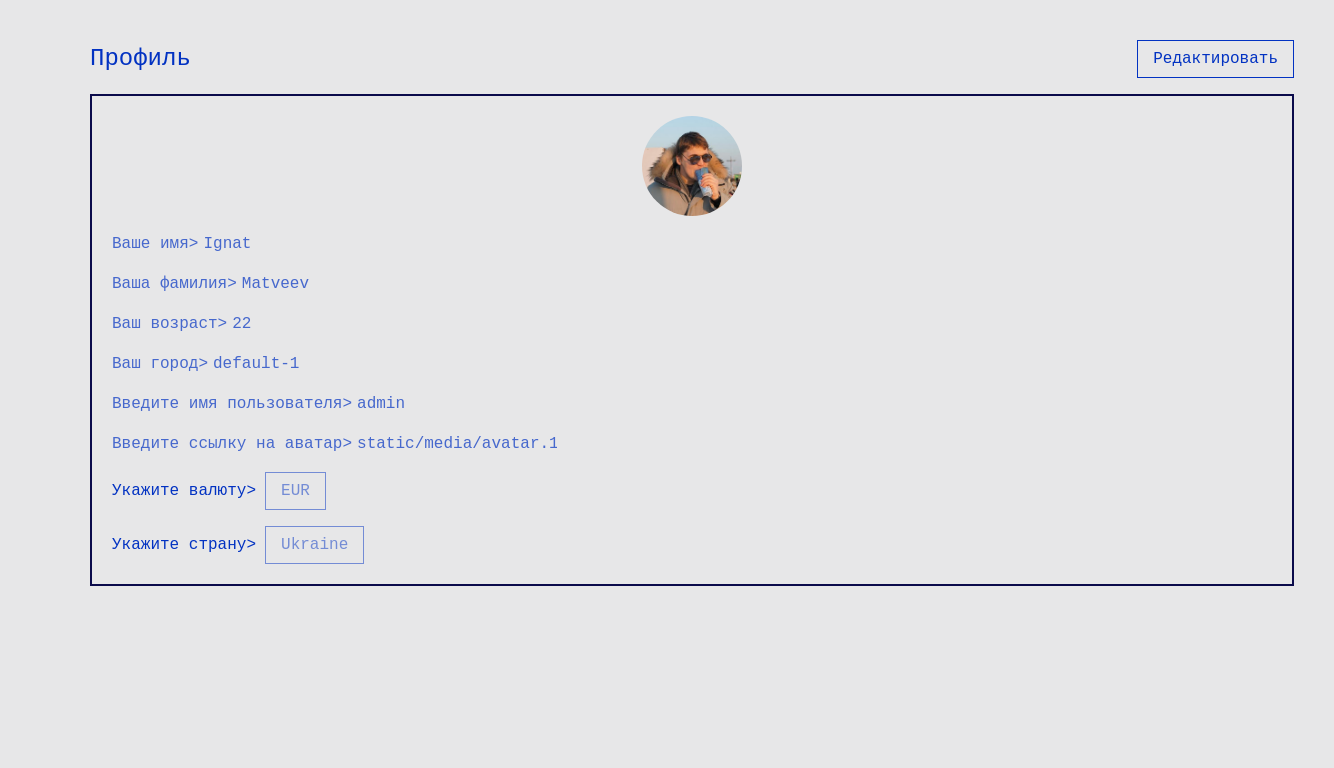 Профиль
Редактировать
Ваше имя> Ignat
Ваша фамилия> Matveev
Ваш возраст> 22
Ваш город> default-1
Введите имя пользователя> admin
Введите ссылку на аватар> static/media/avatar.1
Укажите валюту> EUR
Укажите страну> Ukraine